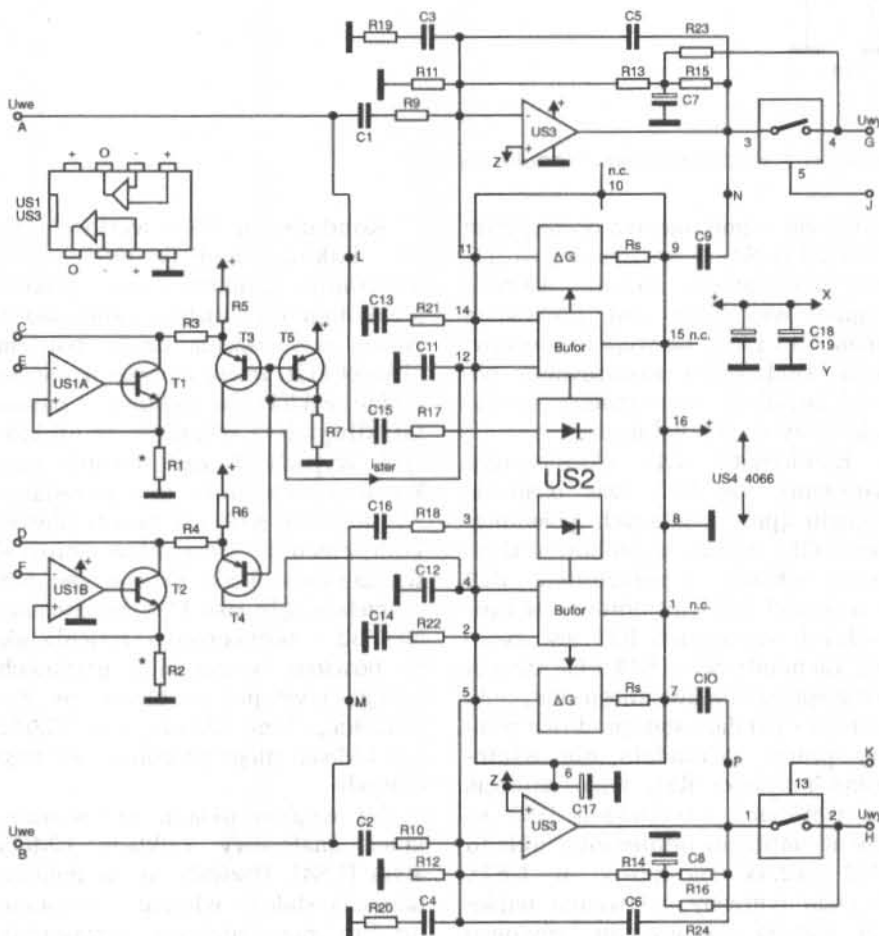 R19 C3 C5 R23
R11 R13 R15
C7
Uwe
A
C1 R9
- + US3 +
Z
3 4 Uwy
G
5
J
n.c.
10
N
+ O - +
US1
US3
O - +
L
11 ΔG Rs 9 C9
+ X
C18
C19
Y
C13 R21 14
Bufor 15 n.c.
C11 12
+
R5
C
R3 T3 T5 +
E
- US1A + T1
R7
C15 R17
16 +
Ister
US2
US4 4066
* R1
+
R6
C16 R18 3 8
D
R4
F
- US1B + + T2 T4
C12 4
Bufor 1 n.c.
C14 R22 2
* R2
5 ΔG Rs 7 C10
M
P
K
Z + 6 C17
13
US3
1 2 Uwy
H
Uwe
B
C2 R10
R12 R14 C8
R16
R20 C4 C6 R24